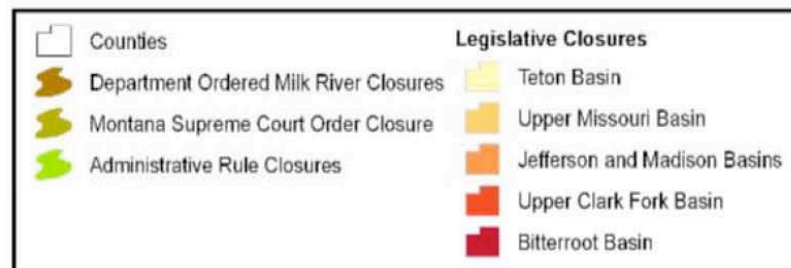 Counties
Department Ordered Milk River Closures
Montana Supreme Court Order Closure
Administrative Rule Closures
Legislative Closures
Teton Basin
Upper Missouri Basin
Jefferson and Madison Basins
Upper Clark Fork Basin
Bitterroot Basin